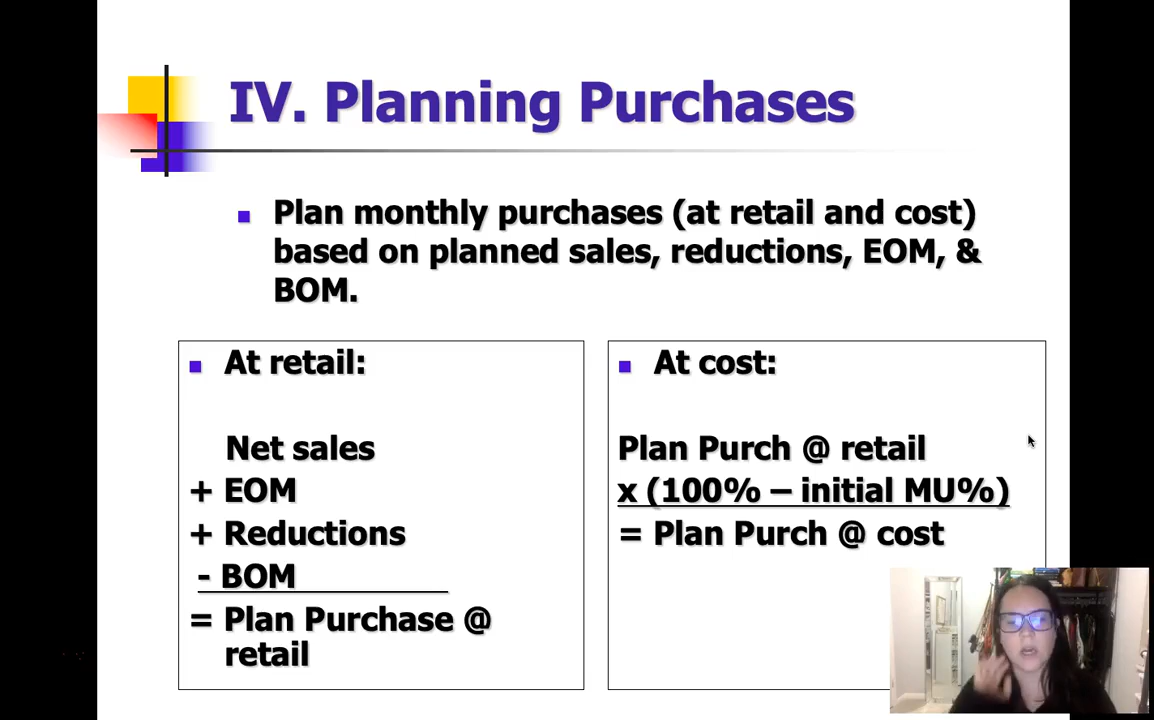 IV. Planning Purchases
Plan monthly purchases (at retail and cost)
based on planned sales, reductions, EOM, &
BOM.
At retail:
Net sales
+ EOM
+ Reductions
- BOM
= Plan Purchase @
retail
At cost:
Plan Purch @ retail
x (100% – initial MU%)
= Plan Purch @ cost